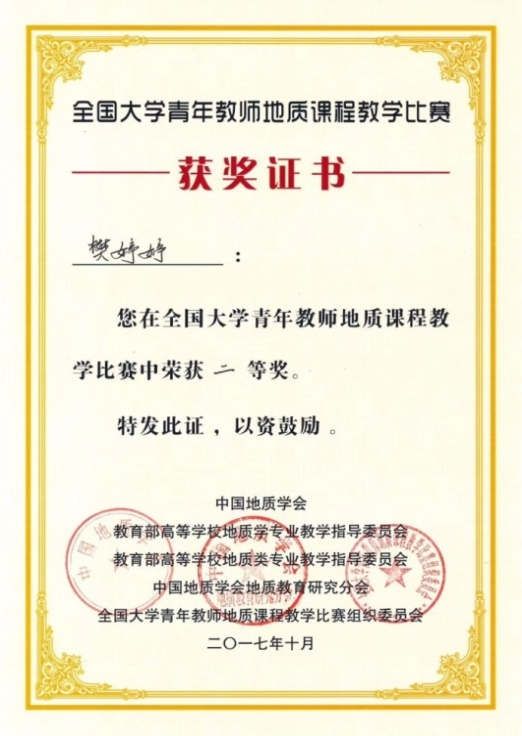 全国大学青年教师地质课程教学比赛
获奖证书
樊婷婷：
您在全国大学青年教师地质课程教
学比赛中荣获 二 等奖。
特发此证，以资鼓励。
中国地质学会
教育部高等学校地质学专业教学指导委员会
教育部高等学校地质学类专业教学指导委员会
中国地质学会地质教育研究分会
全国大学青年教师地质课程教学比赛组织委员会
二〇一七年十月